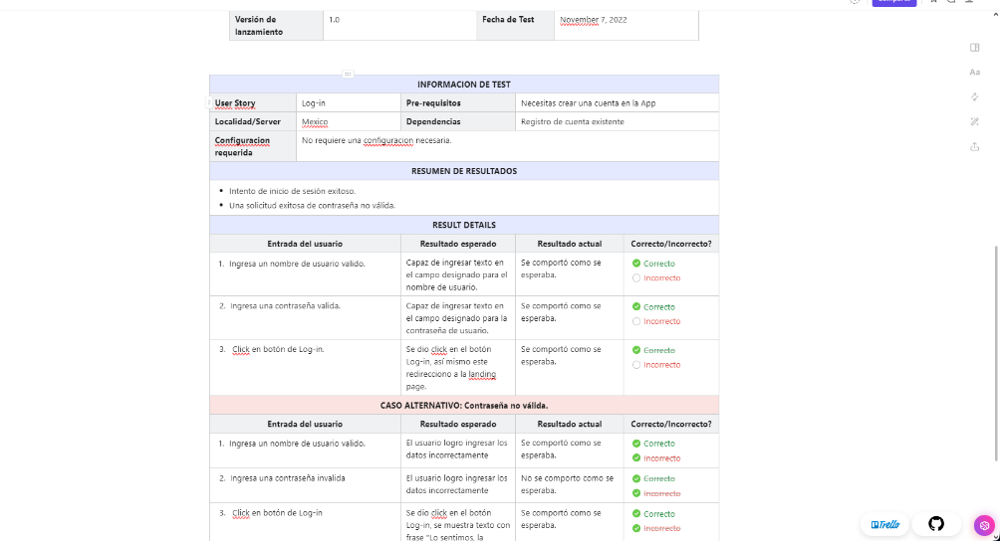 Versión de lanzamiento 1.0 Fecha de Test November 7, 2022
INFORMACION DE TEST
User Story Log-in Pre-requisitos Necesitas crear una cuenta en la App
Localidad/Server Mexico Dependencias Registro de cuenta existente
Configuracion requerida No requiere una configuracion necesaria.
RESUMEN DE RESULTADOS
Intento de inicio de sesión exitoso.
Una solicitud exitosa de contraseña no válida.
RESULT DETAILS
Entrada del usuario Resultado esperado Resultado actual Correcto/Incorrecto?
1. Ingresa un nombre de usuario valido.
Capaz de ingresar texto en
el campo designado para el
nombre de usuario.
Se comportó como se
esperaba.
Correcto
Incorrecto
2. Ingresa una contraseña valida.
Capaz de ingresar texto en
el campo designado para la
contraseña de usuario.
Se comportó como se
esperaba.
Correcto
Incorrecto
3. Click en botón de Log-in.
Se dio click en el botón
Log-in, así mismo este
redirecciono a la landing
page.
Se comportó como se
esperaba.
Correcto
Incorrecto
CASO ALTERNATIVO: Contraseña no válida.
Entrada del usuario Resultado esperado Resultado actual Correcto/Incorrecto?
1. Ingresa un nombre de usuario valido.
El usuario logro ingresar los
datos incorrectamente
Se comportó como se
esperaba.
Correcto
Incorrecto
2. Ingresa una contraseña invalida
El usuario logro ingresar los
datos incorrectamente
No se comporto como se
esperaba.
Correcto
Incorrecto
3. Click en botón de Log-in
Se dio click en el botón
Log-in, se muestra texto con
frase "Lo sentimos, la
Se comportó como se
esperaba.
Correcto
Incorrecto
Aa
Trello